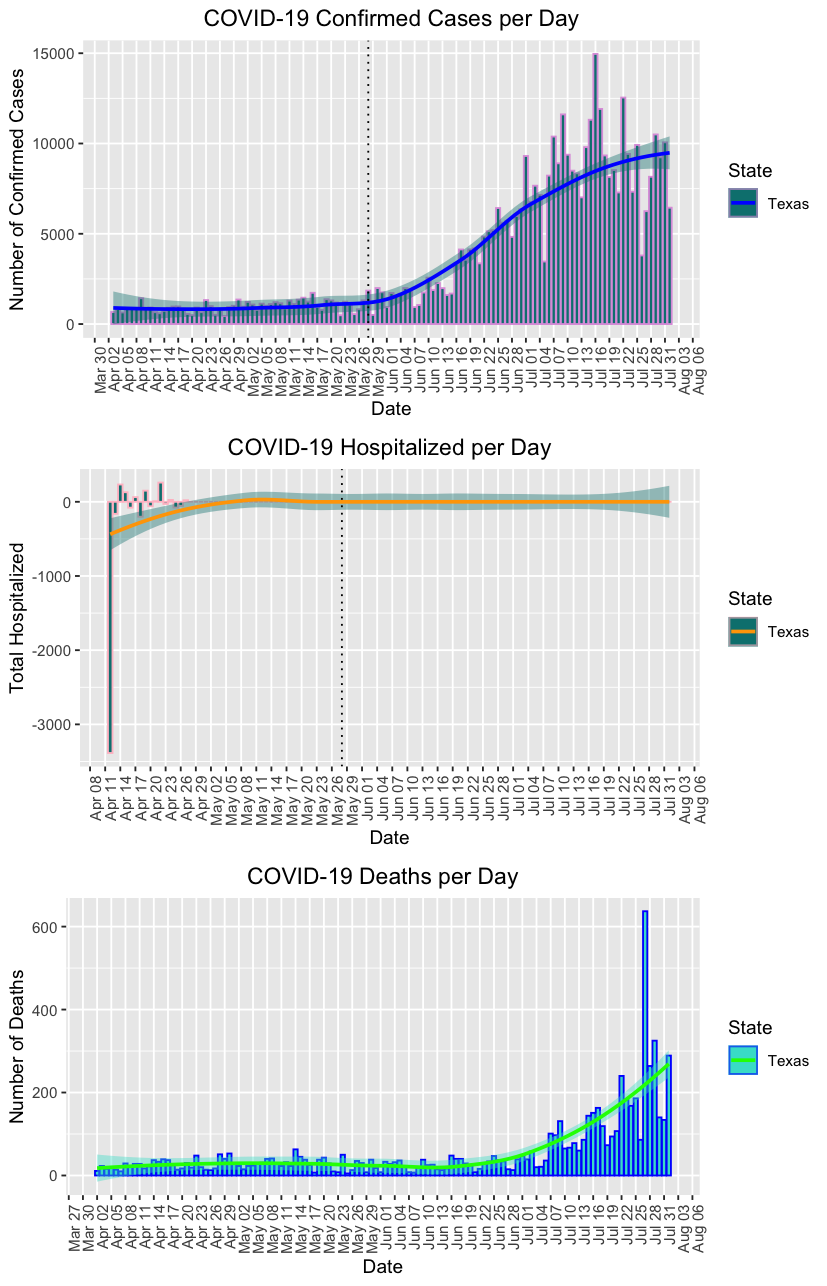 COVID-19 Confirmed Cases per Day
Number of Confirmed Cases
15000
10000
5000
0
Mar 30
Apr 02
Apr 05
Apr 08
Apr 11
Apr 14
Apr 17
Apr 20
Apr 23
Apr 26
Apr 29
May 02
May 05
May 08
May 11
May 14
May 17
May 20
May 23
May 26
May 29
Jun 01
Jun 04
Jun 07
Jun 10
Jun 13
Jun 16
Jun 19
Jun 22
Jun 25
Jun 28
Jul 01
Jul 04
Jul 07
Jul 10
Jul 13
Jul 16
Jul 19
Jul 22
Jul 25
Jul 28
Jul 31
Aug 03
Aug 06
Date
State
Texas
COVID-19 Hospitalized per Day
Total Hospitalized
0
-1000
-2000
-3000
Apr 08
Apr 11
Apr 14
Apr 17
Apr 20
Apr 23
Apr 26
Apr 29
May 02
May 05
May 08
May 11
May 14
May 17
May 20
May 23
May 26
May 29
Jun 01
Jun 04
Jun 07
Jun 10
Jun 13
Jun 16
Jun 19
Jun 22
Jun 25
Jun 28
Jul 01
Jul 04
Jul 07
Jul 10
Jul 13
Jul 16
Jul 19
Jul 22
Jul 25
Jul 28
Jul 31
Aug 03
Aug 06
Date
State
Texas
COVID-19 Deaths per Day
Number of Deaths
600
400
200
0
Mar 27
Mar 30
Apr 02
Apr 05
Apr 08
Apr 11
Apr 14
Apr 17
Apr 20
Apr 23
Apr 26
Apr 29
May 02
May 05
May 08
May 11
May 14
May 17
May 20
May 23
May 26
May 29
Jun 01
Jun 04
Jun 07
Jun 10
Jun 13
Jun 16
Jun 19
Jun 22
Jun 25
Jun 28
Jul 01
Jul 04
Jul 07
Jul 10
Jul 13
Jul 16
Jul 19
Jul 22
Jul 25
Jul 28
Jul 31
Aug 03
Aug 06
Date
State
Texas